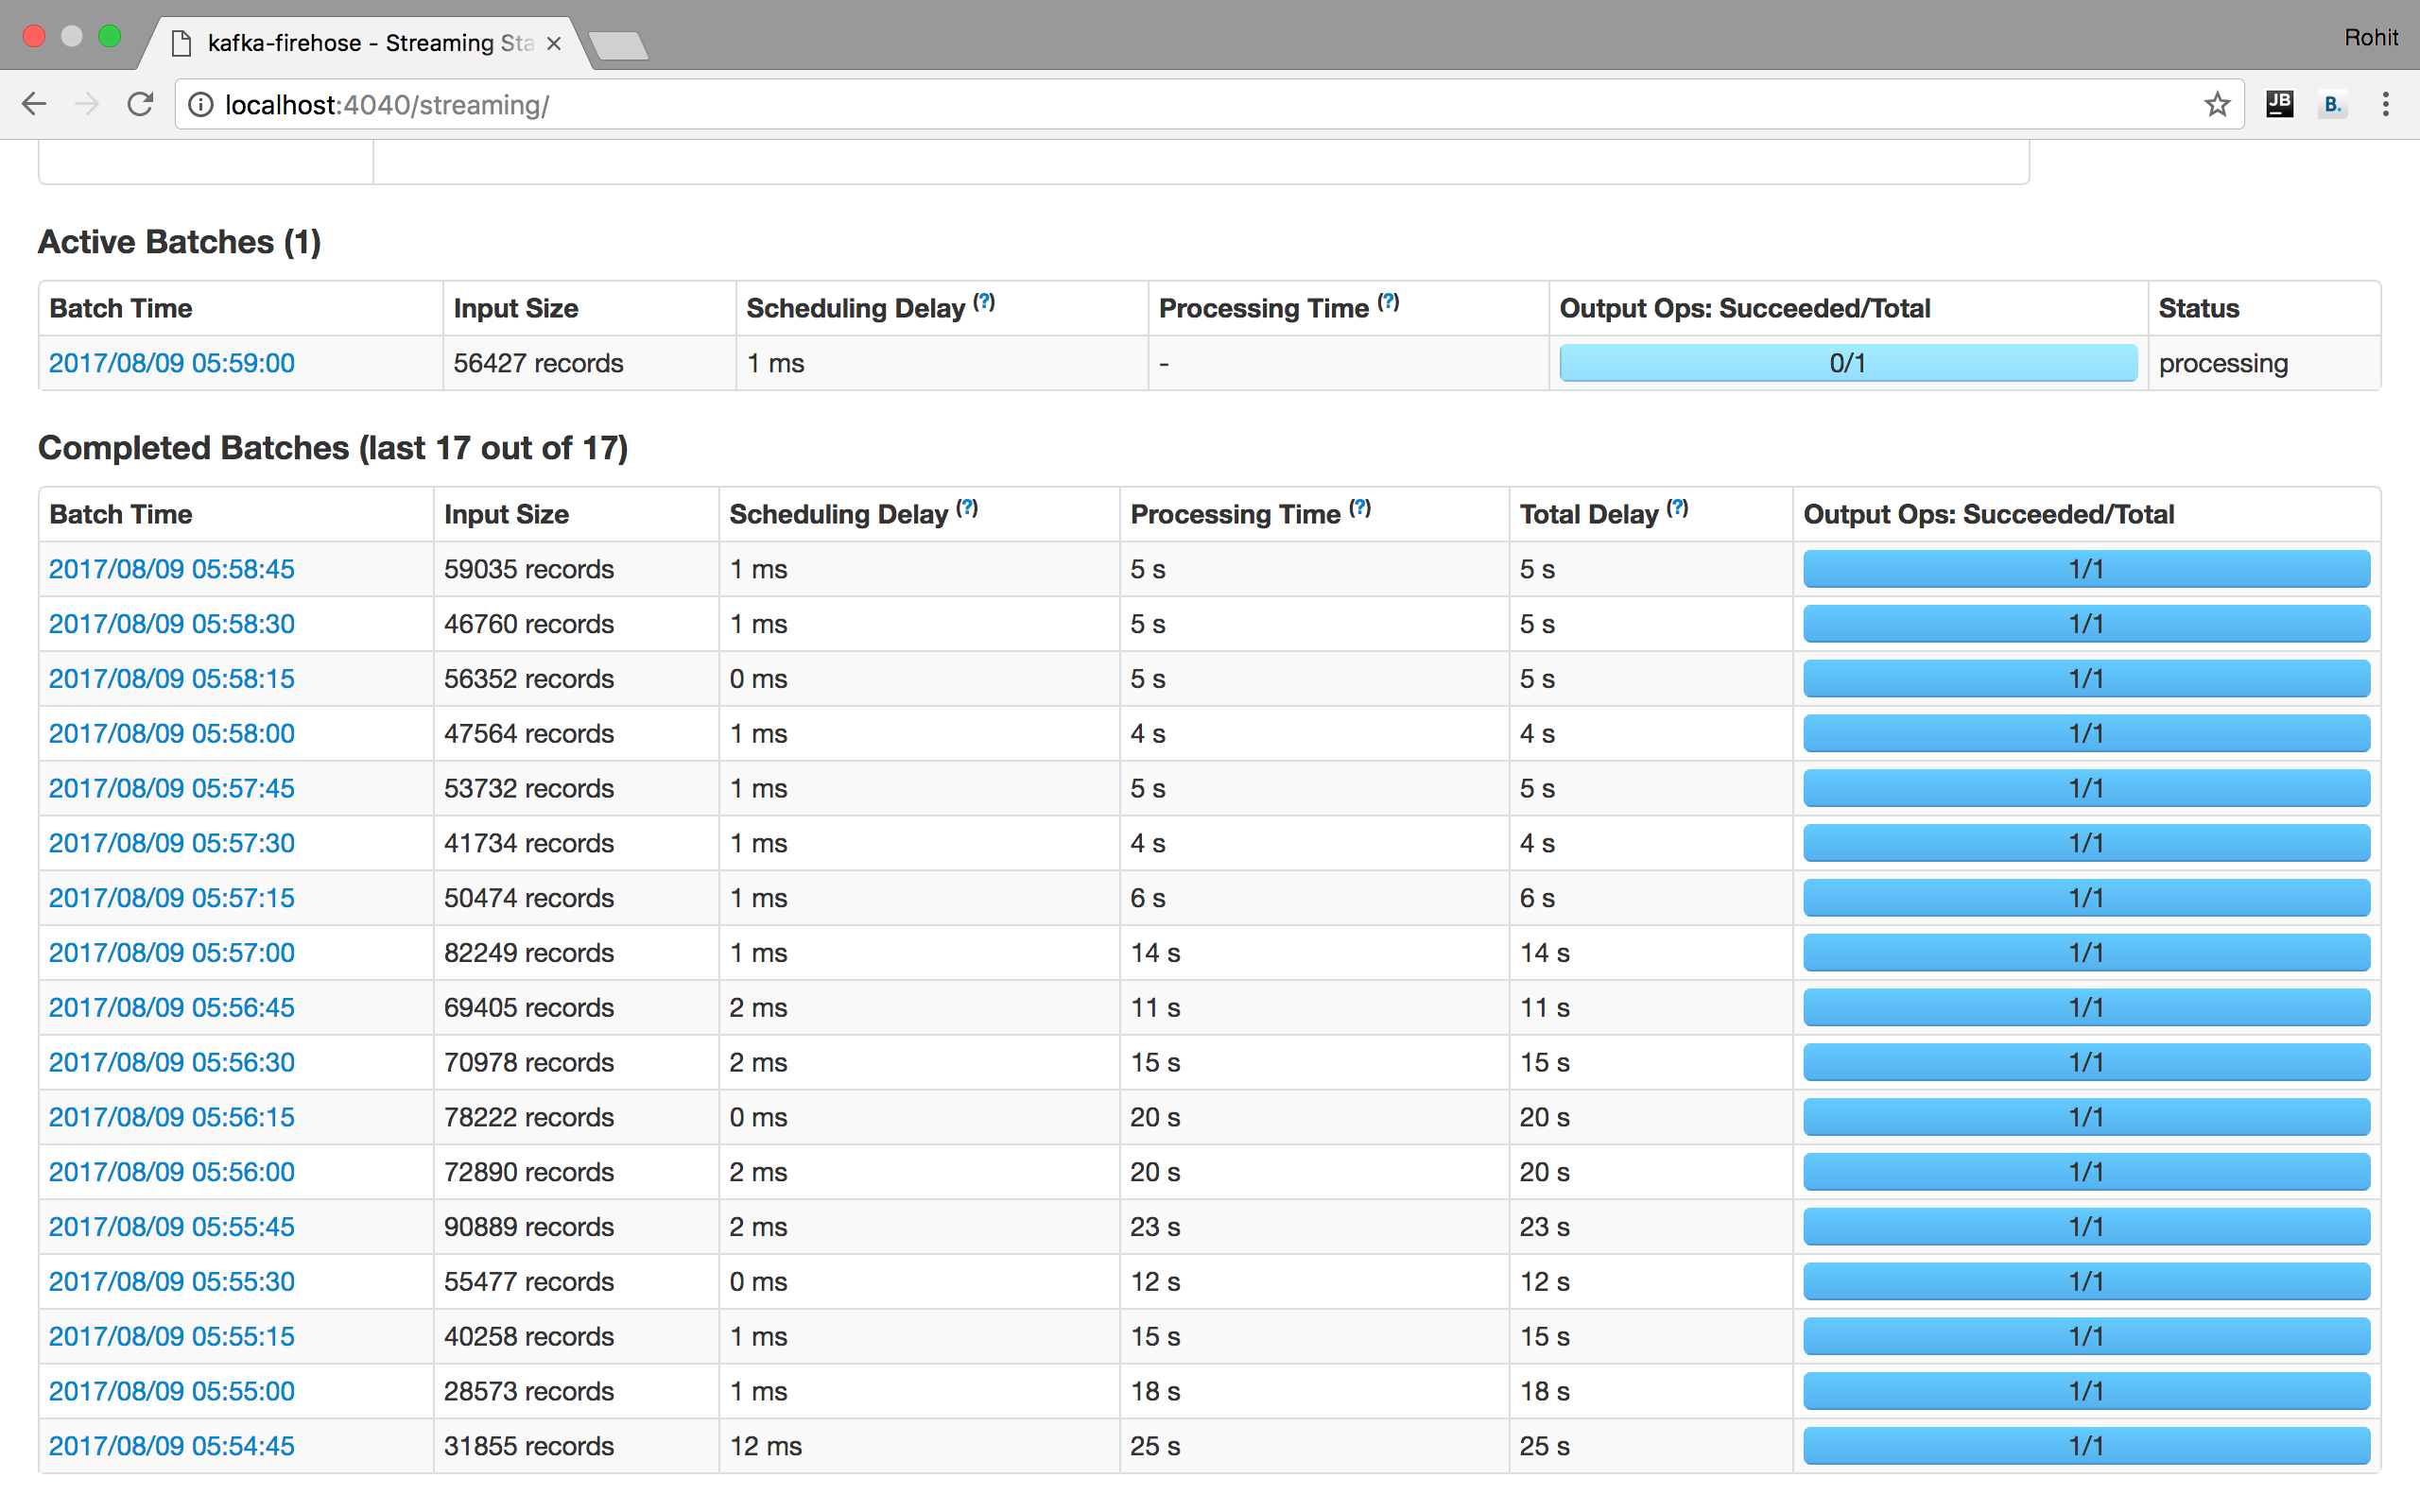 kafka-firehose - Streaming Sta
Rohit
localhost:4040/streaming/
JB
B.
Active Batches (1)
Batch Time Input Size Scheduling Delay (?) Processing Time (?) Output Ops: Succeeded/Total Status
2017/08/09 05:59:00 56427 records 1 ms - 0/1 processing
Completed Batches (last 17 out of 17)
Batch Time Input Size Scheduling Delay (?) Processing Time (?) Total Delay (?) Output Ops: Succeeded/Total
2017/08/09 05:58:45 59035 records 1 ms 5 s 5 s 1/1
2017/08/09 05:58:30 46760 records 1 ms 5 s 5 s 1/1
2017/08/09 05:58:15 56352 records 0 ms 5 s 5 s 1/1
2017/08/09 05:58:00 47564 records 1 ms 4 s 4 s 1/1
2017/08/09 05:57:45 53732 records 1 ms 5 s 5 s 1/1
2017/08/09 05:57:30 41734 records 1 ms 4 s 4 s 1/1
2017/08/09 05:57:15 50474 records 1 ms 6 s 6 s 1/1
2017/08/09 05:57:00 82249 records 1 ms 14 s 14 s 1/1
2017/08/09 05:56:45 69405 records 2 ms 11 s 11 s 1/1
2017/08/09 05:56:30 70978 records 2 ms 15 s 15 s 1/1
2017/08/09 05:56:15 78222 records 0 ms 20 s 20 s 1/1
2017/08/09 05:56:00 72890 records 2 ms 20 s 20 s 1/1
2017/08/09 05:55:45 90889 records 2 ms 23 s 23 s 1/1
2017/08/09 05:55:30 55477 records 0 ms 12 s 12 s 1/1
2017/08/09 05:55:15 40258 records 1 ms 15 s 15 s 1/1
2017/08/09 05:55:00 28573 records 1 ms 18 s 18 s 1/1
2017/08/09 05:54:45 31855 records 12 ms 25 s 25 s 1/1